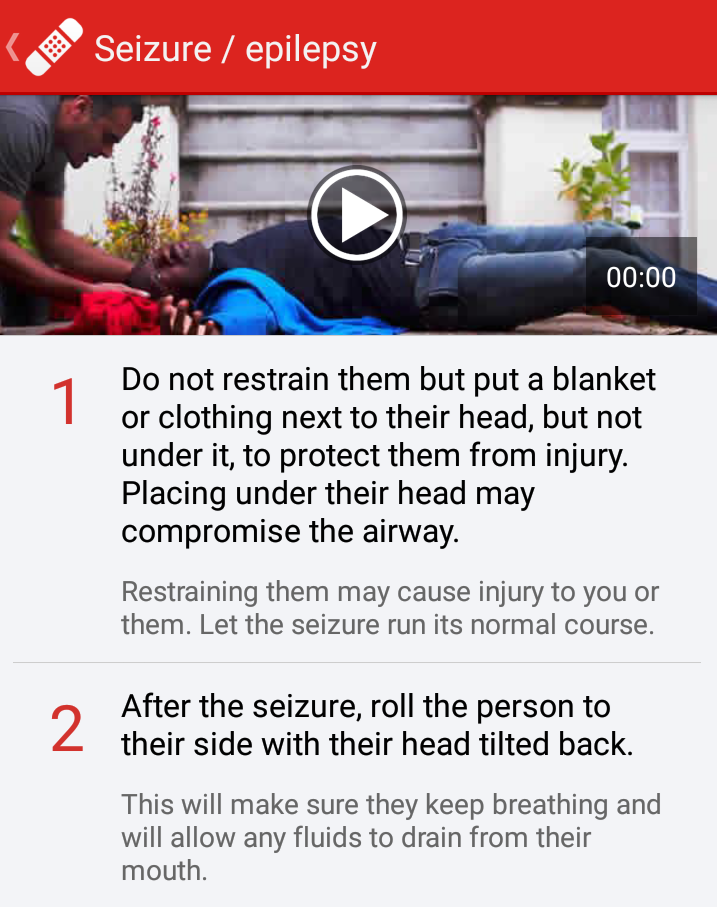 Seizure / epilepsy
00:00
1
Do not restrain them but put a blanket
or clothing next to their head, but not
under it, to protect them from injury.
Placing under their head may
compromise the airway.
Restraining them may cause injury to you or
them. Let the seizure run its normal course.
2
After the seizure, roll the person to
their side with their head tilted back.
This will make sure they keep breathing and
will allow any fluids to drain from their
mouth.